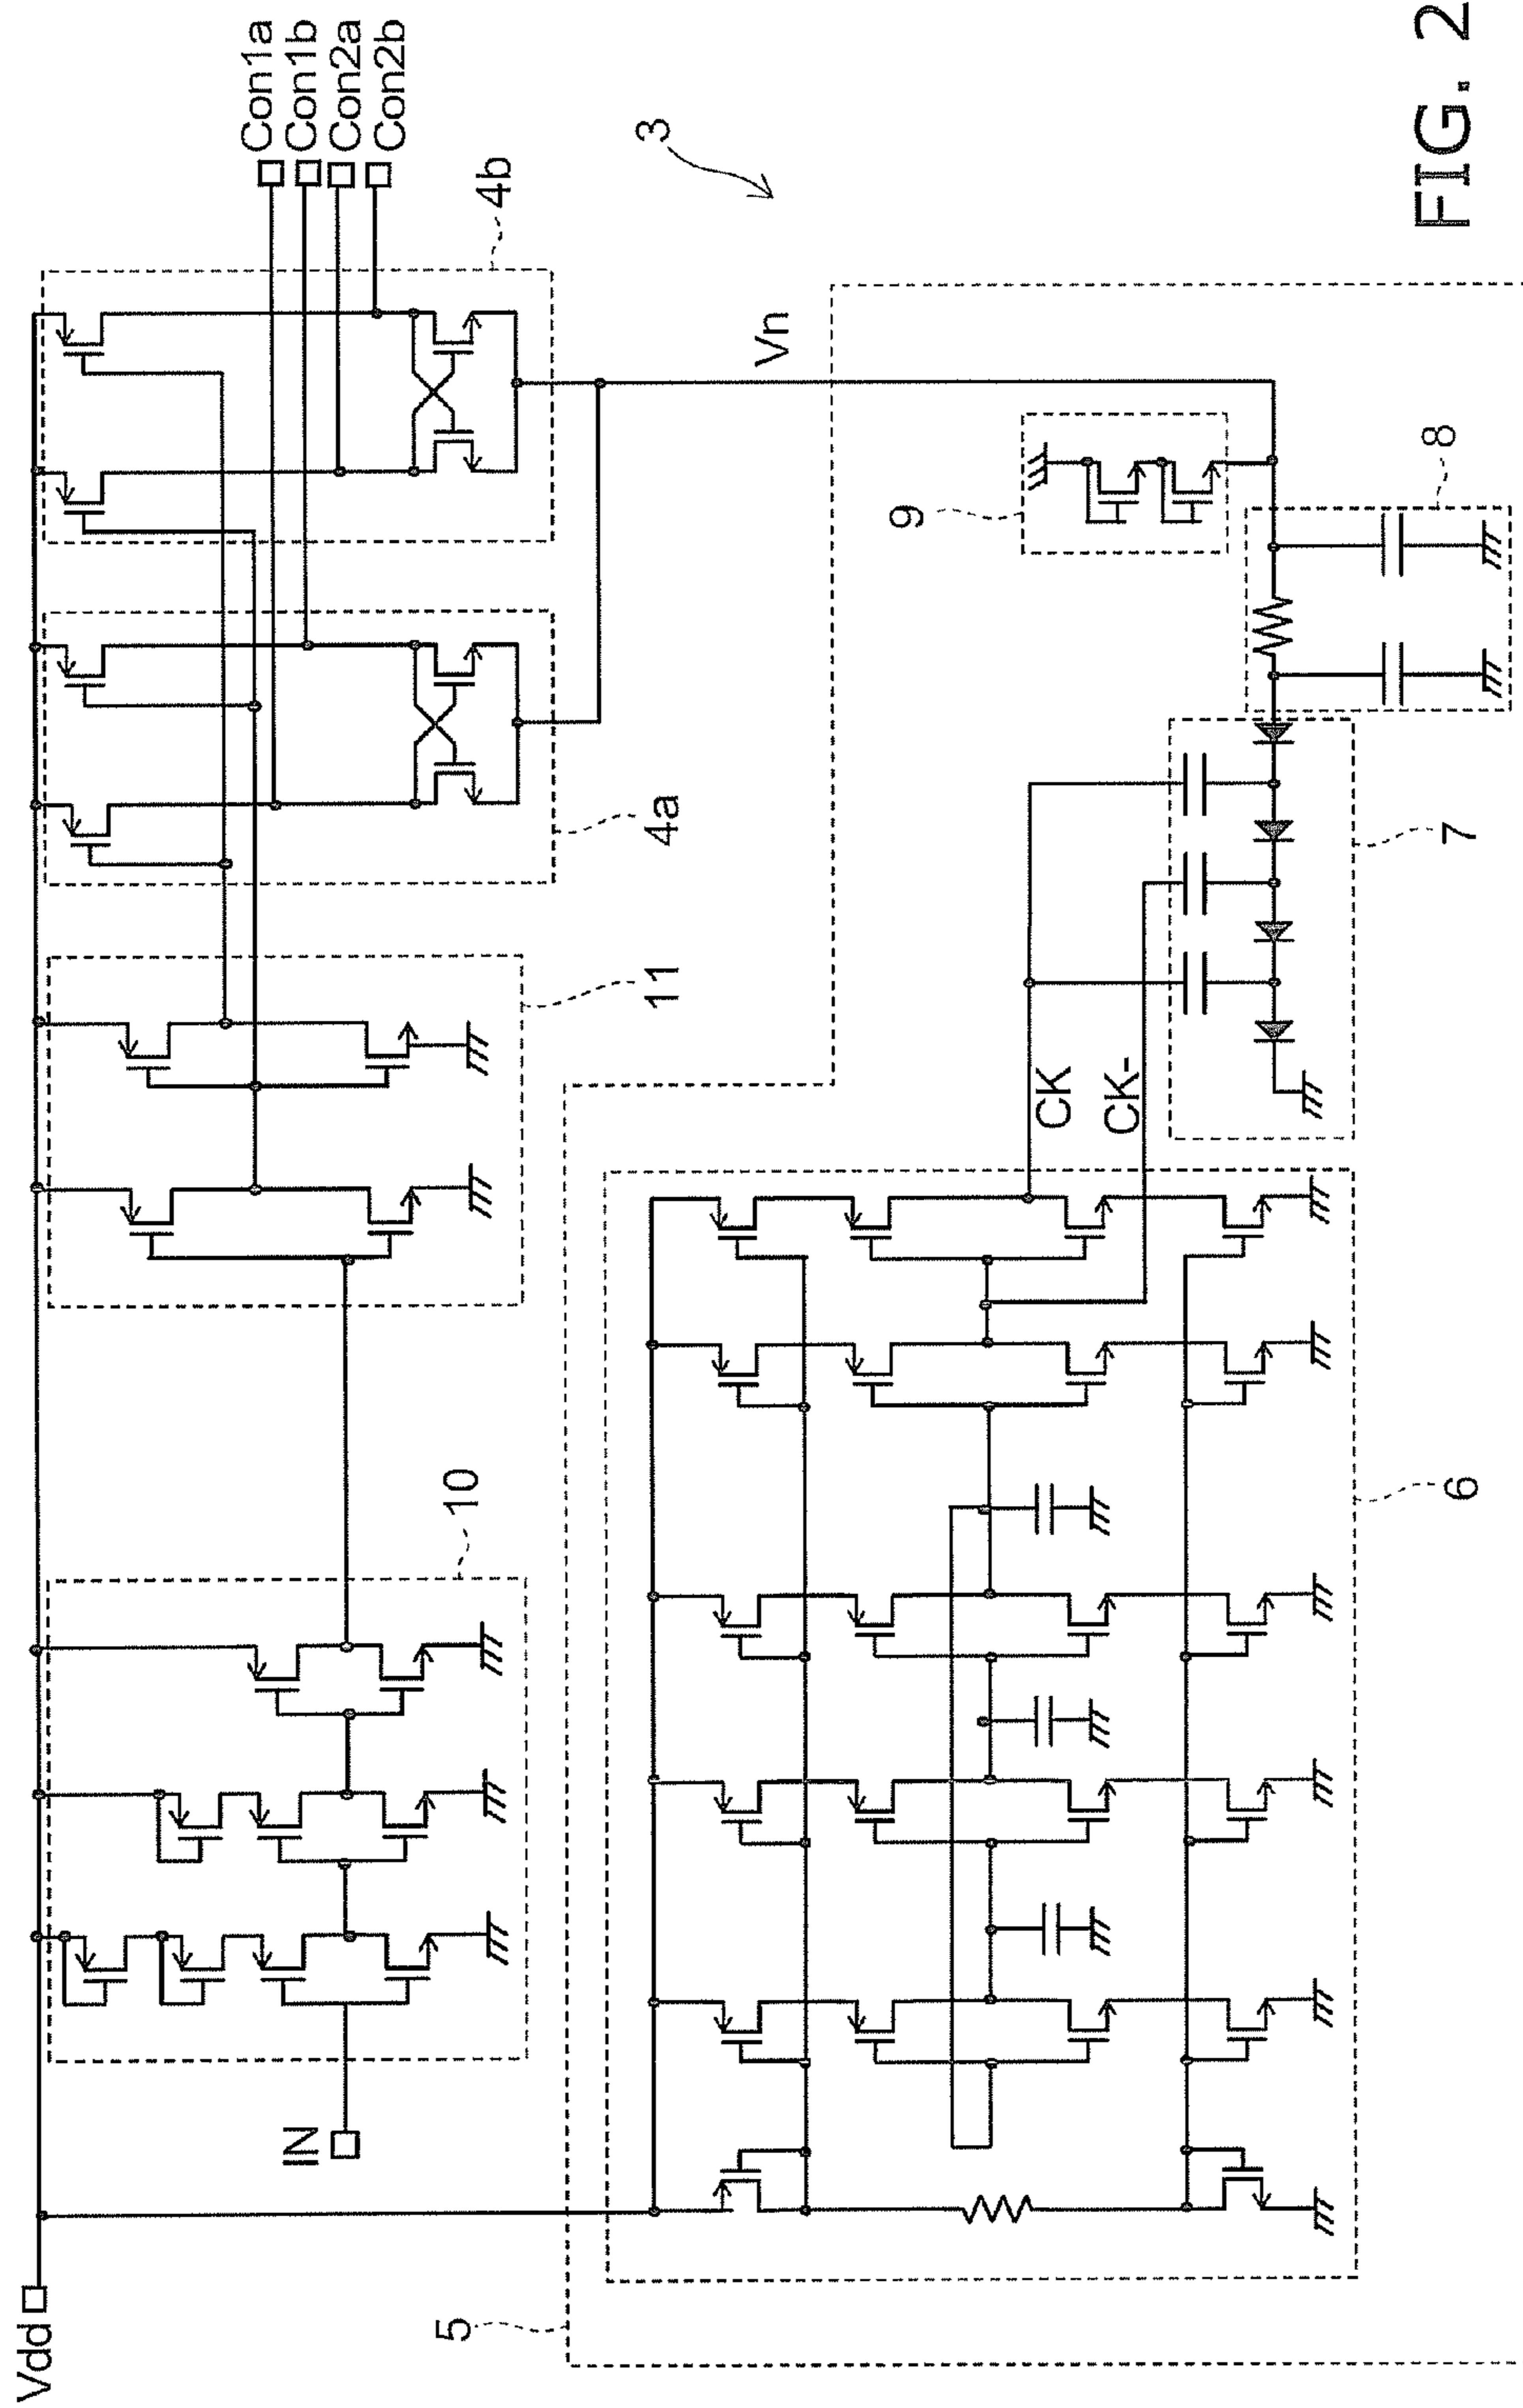 Vdd
IN
10
11
4a
4b
Con1a
Con1b
Con2a
Con2b
3
Vn
5
6
CK
CK-
7
8
9
FIG. 2